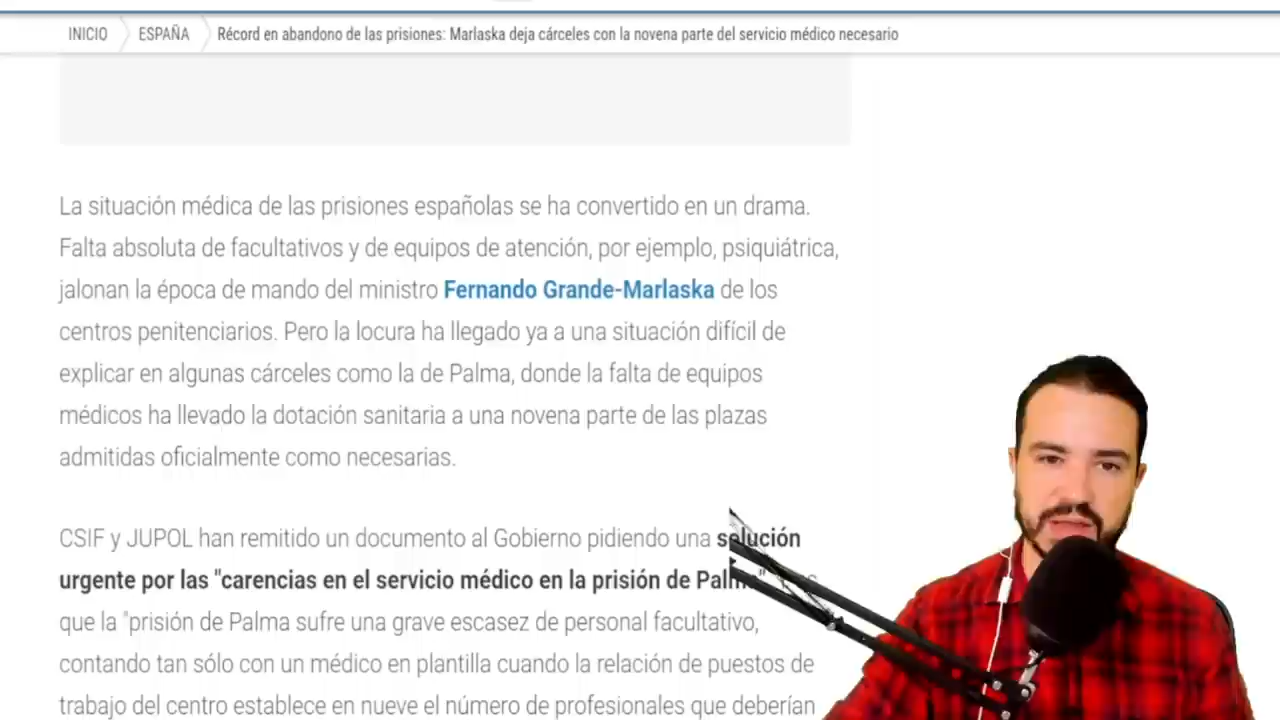 INICIO ESPAÑA Récord en abandono de las prisiones: Marlaska deja cárceles con la novena parte del servicio médico necesario
La situación médica de las prisiones españolas se ha convertido en un drama.
Falta absoluta de facultativos y de equipos de atención, por ejemplo, psiquiátrica,
jalonan la época de mando del ministro Fernando Grande-Marlaska de los
centros penitenciarios. Pero la locura ha llegado ya a una situación difícil de
explicar en algunas cárceles como la de Palma, donde la falta de equipos
médicos ha llevado la dotación sanitaria a una novena parte de las plazas
admitidas oficialmente como necesarias.
CSIF y JUPOL han remitido un documento al Gobierno pidiendo una solución
urgente por las "carencias en el servicio médico en la prisión de Palma".
que la "prisión de Palma sufre una grave escasez de personal facultativo,
contando tan sólo con un médico en plantilla cuando la relación de puestos de
trabajo del centro establece en nueve el número de profesionales que deberían